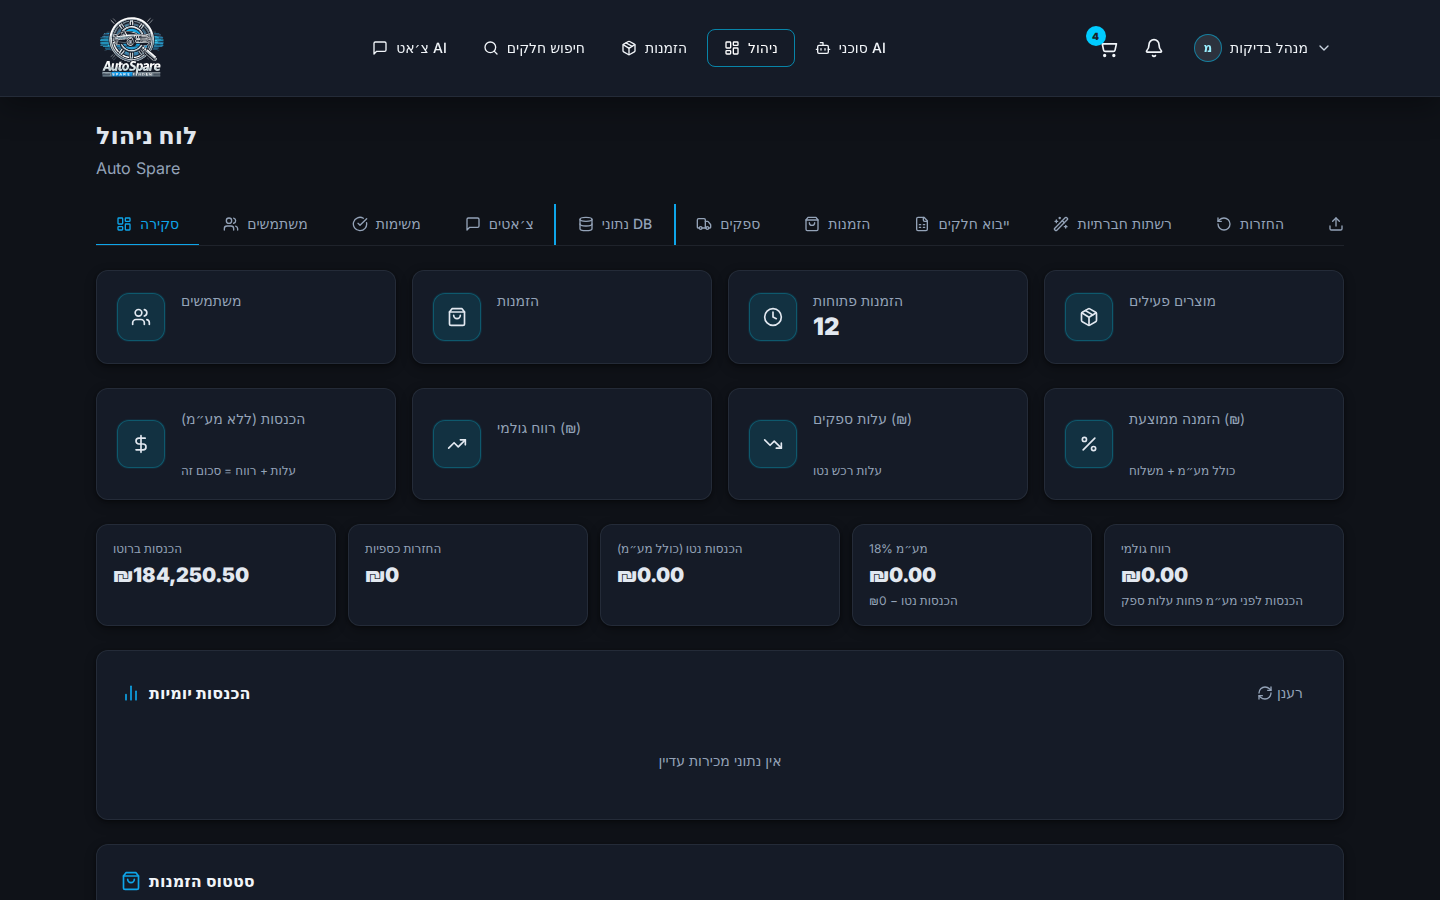 AutoSpare
צ׳אט AI
חיפוש חלקים
הזמנות
ניהול
סוכני AI
4
מ
מנהל בדיקות
לוח ניהול
Auto Spare
סקירה
משתמשים
משימות
צ׳אטים
נתוני DB
ספקים
הזמנות
ייבוא חלקים
רשתות חברתיות
החזרות
משתמשים
הזמנות
הזמנות פתוחות
12
מוצרים פעילים
הכנסות (ללא מע״מ)
עלות + רווח = סכום זה
רווח גולמי (₪)
עלות ספקים (₪)
עלות רכש נטו
הזמנה ממוצעת (₪)
כולל מע״מ + משלוח
הכנסות ברוטו
₪184,250.50
החזרות כספיות
₪0
הכנסות נטו (כולל מע״מ)
₪0.00
מע״מ 18%
₪0.00
הכנסות נטו − ₪0
רווח גולמי
₪0.00
הכנסות לפני מע״מ פחות עלות ספק
הכנסות יומיות
רענן
אין נתוני מכירות עדיין
סטטוס הזמנות